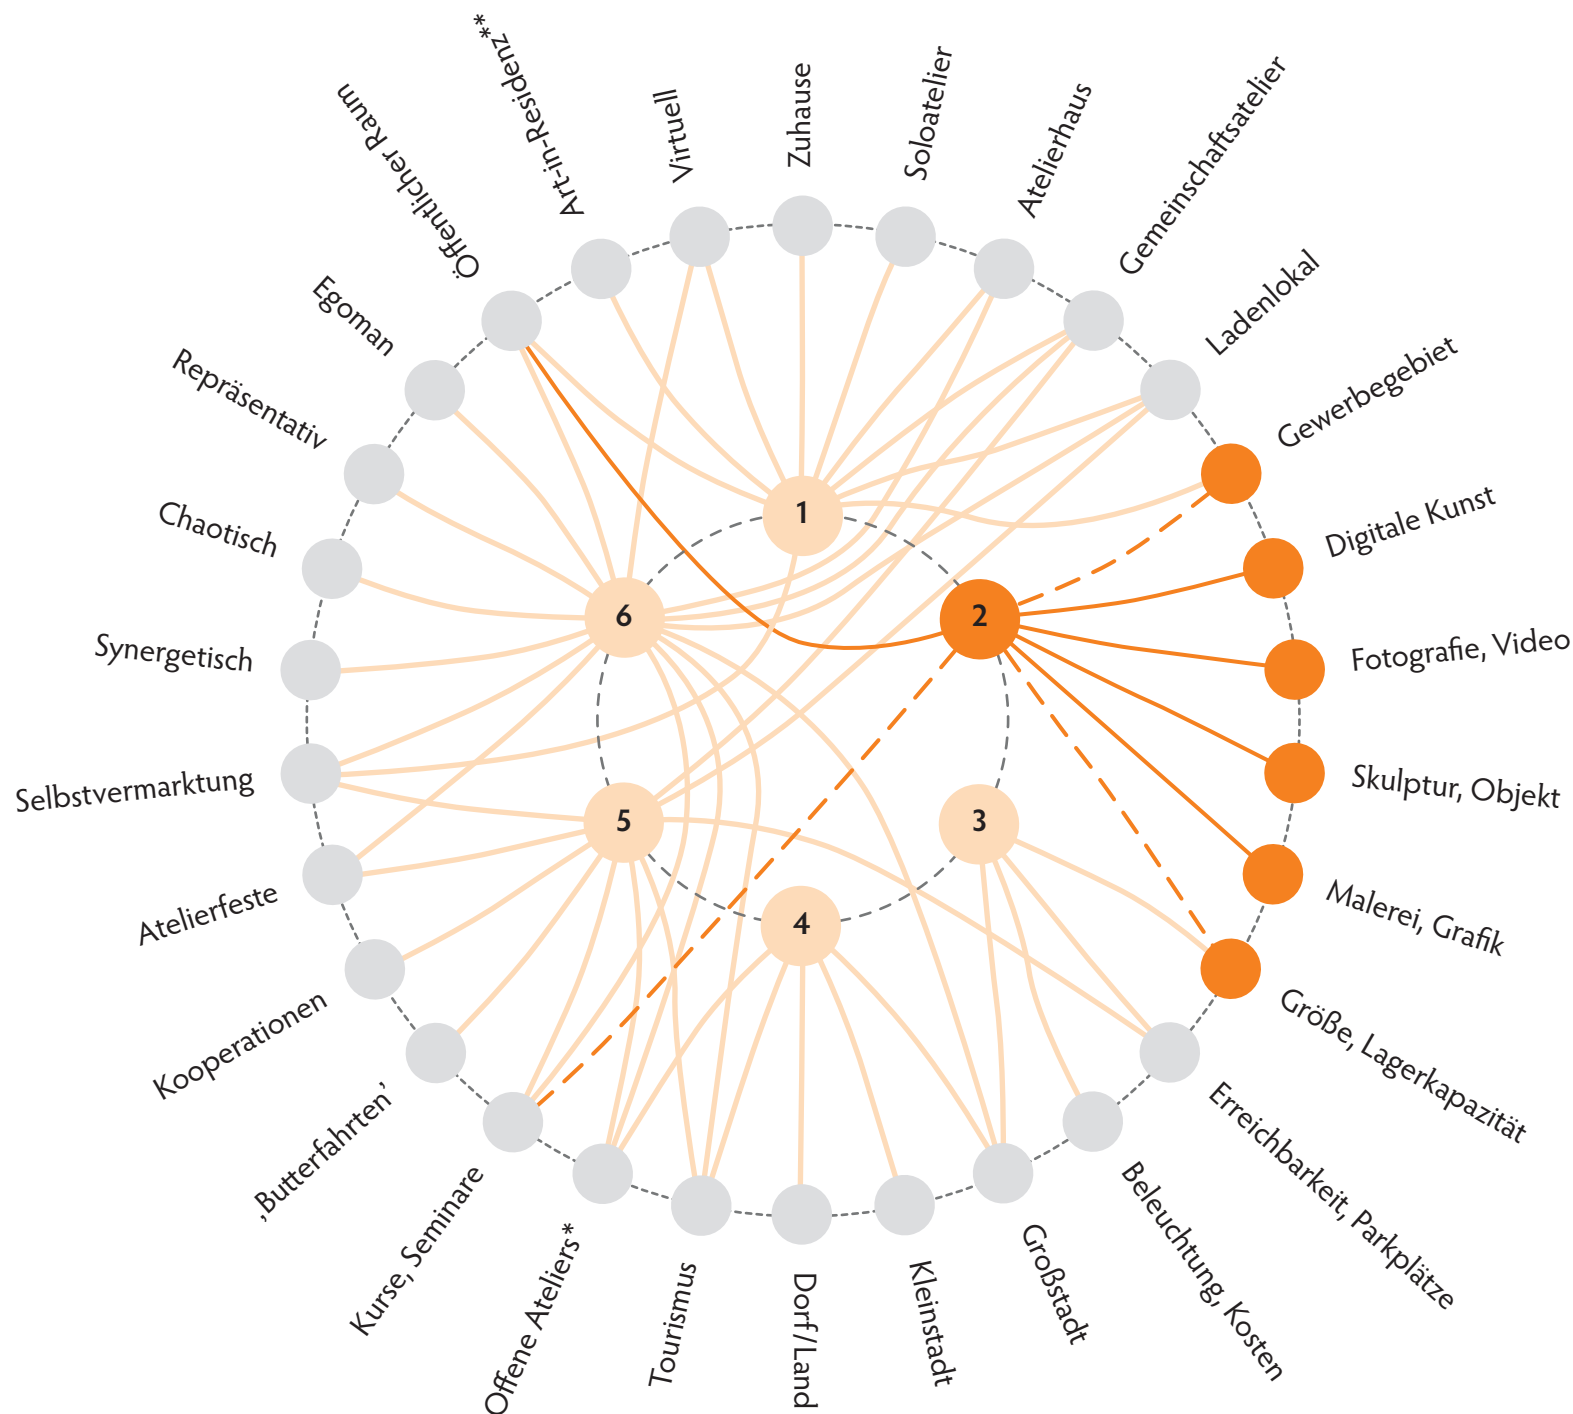 Zuhause
Soloatelier
Atelierhaus
Gemeinschaftsatelier
Ladenlokal
Gewerbegebiet
Digitale Kunst
Fotografie, Video
Skulptur, Objekt
Malerei, Grafik
Größe, Lagerkapazität
Erreichbarkeit, Parkplätze
Beleuchtung, Kosten
Großstadt
Kleinstadt
Dorf/Land
Tourismus
Offene Ateliers*
Kurse, Seminare
‚Butterfahrten’
Kooperationen
Atelierfeste
Selbstvermarktung
Synergetisch
Chaotisch
Repräsentativ
Egoman
Öffentlicher Raum
Art-in-Residenz**
Virtuell
1
2
3
4
5
6